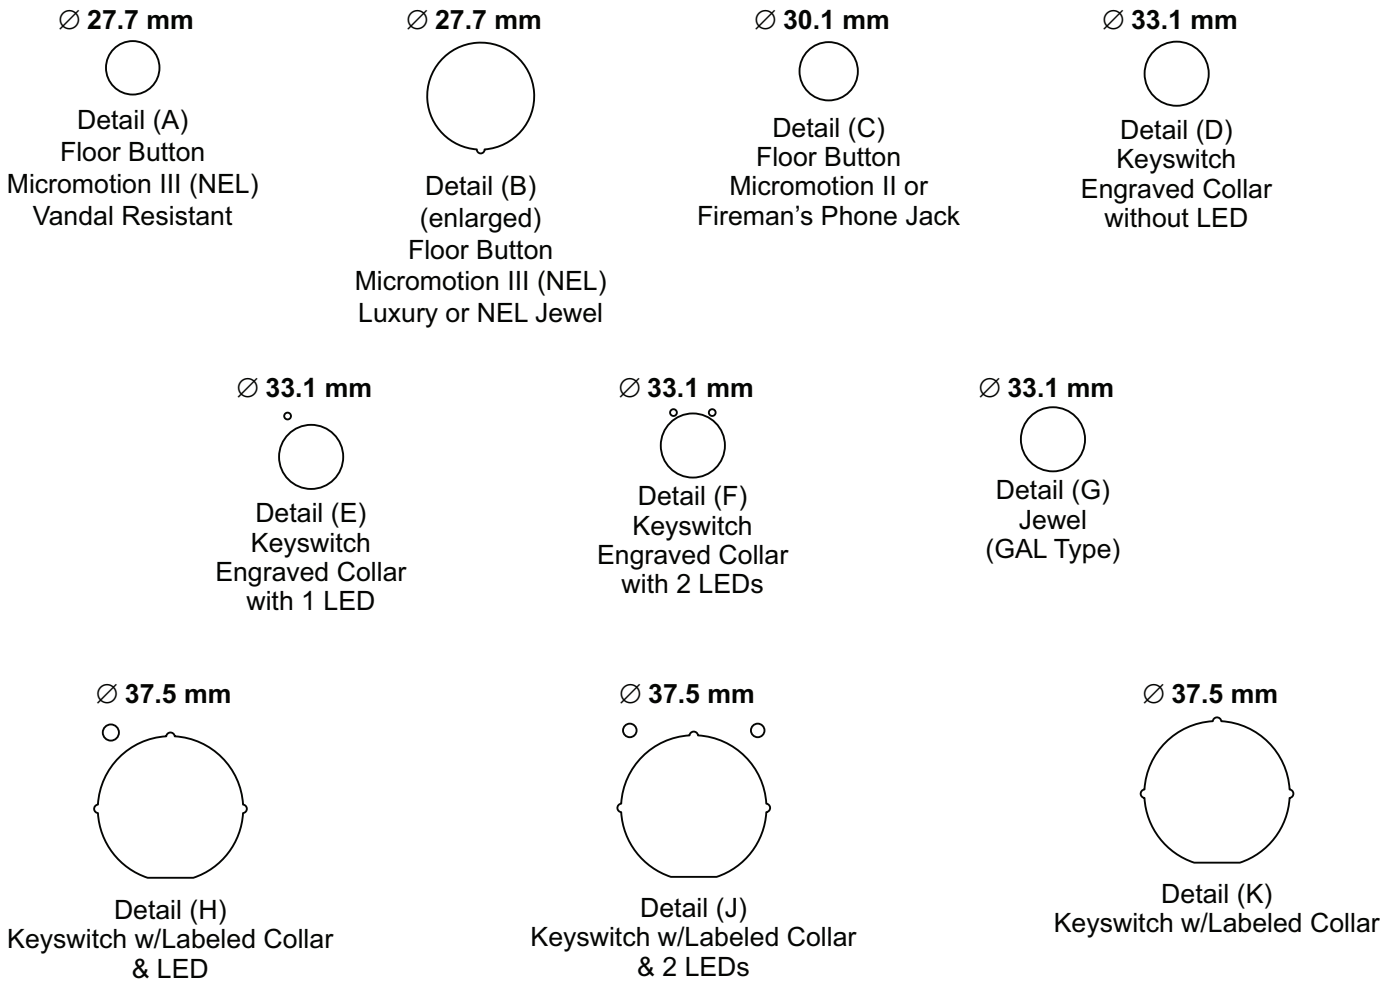 ∅ 27.7 mm
Detail (A)
Floor Button
Micromotion III (NEL)
Vandal Resistant
∅ 27.7 mm
Detail (B)
(enlarged)
Floor Button
Micromotion III (NEL)
Luxury or NEL Jewel
∅ 30.1 mm
Detail (C)
Floor Button
Micromotion II or
Fireman’s Phone Jack
∅ 33.1 mm
Detail (D)
Keyswitch
Engraved Collar
without LED
∅ 33.1 mm
Detail (E)
Keyswitch
Engraved Collar
with 1 LED
∅ 33.1 mm
Detail (F)
Keyswitch
Engraved Collar
with 2 LEDs
∅ 33.1 mm
Detail (G)
Jewel
(GAL Type)
∅ 37.5 mm
Detail (H)
Keyswitch w/Labeled Collar
& LED
∅ 37.5 mm
Detail (J)
Keyswitch w/Labeled Collar
& 2 LEDs
∅ 37.5 mm
Detail (K)
Keyswitch w/Labeled Collar